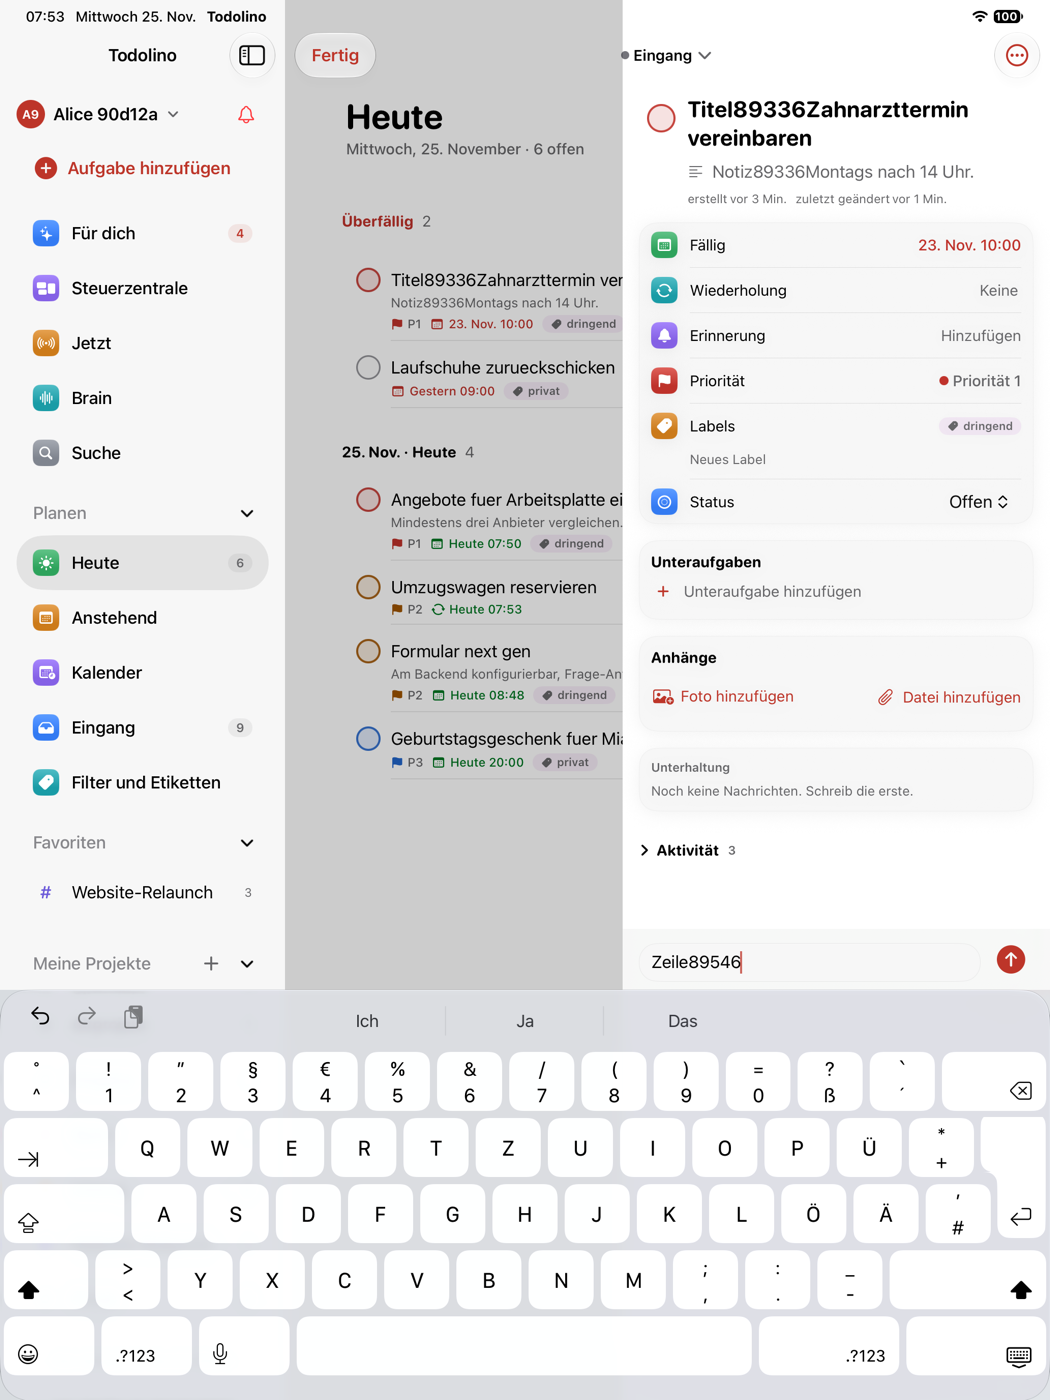 07:53 Mittwoch 25. Nov. Todolino
100
Todolino
A9 Alice 90d12a
Aufgabe hinzufügen
Für dich 4
Steuerzentrale
Jetzt
Brain
Suche
Planen
Heute 6
Anstehend
Kalender
Eingang 9
Filter und Etiketten
Favoriten
# Website-Relaunch 3
Meine Projekte +
Fertig
Heute
Mittwoch, 25. November · 6 offen
Überfällig 2
Titel89336Zahnarzttermin ver
Notiz89336Montags nach 14 Uhr.
P1 23. Nov. 10:00 dringend
Laufschuhe zurueckschicken
Gestern 09:00 privat
25. Nov. · Heute 4
Angebote fuer Arbeitsplatte ei
Mindestens drei Anbieter vergleichen.
P1 Heute 07:50 dringend
Umzugswagen reservieren
P2 Heute 07:53
Formular next gen
Am Backend konfigurierbar, Frage-An
P2 Heute 08:48 dringend
Geburtstagsgeschenk fuer Mia
P3 Heute 20:00 privat
Eingang
Titel89336Zahnarzttermin
vereinbaren
Notiz89336Montags nach 14 Uhr.
erstellt vor 3 Min. zuletzt geändert vor 1 Min.
Fällig 23. Nov. 10:00
Wiederholung Keine
Erinnerung Hinzufügen
Priorität Priorität 1
Labels dringend
Neues Label
Status Offen
Unteraufgaben
+ Unteraufgabe hinzufügen
Anhänge
Foto hinzufügen Datei hinzufügen
Unterhaltung
Noch keine Nachrichten. Schreib die erste.
Aktivität 3
Zeile89546
Ich Ja Das
° ! " § € % & / ( ) = ? `
^ 1 2 3 4 5 6 7 8 9 0 ß ´
Q W E R T Z U I O P Ü * +
A S D F G H J K L Ö Ä ' #
> < Y X C V B N M ; , : . _ -
.?123 .?123